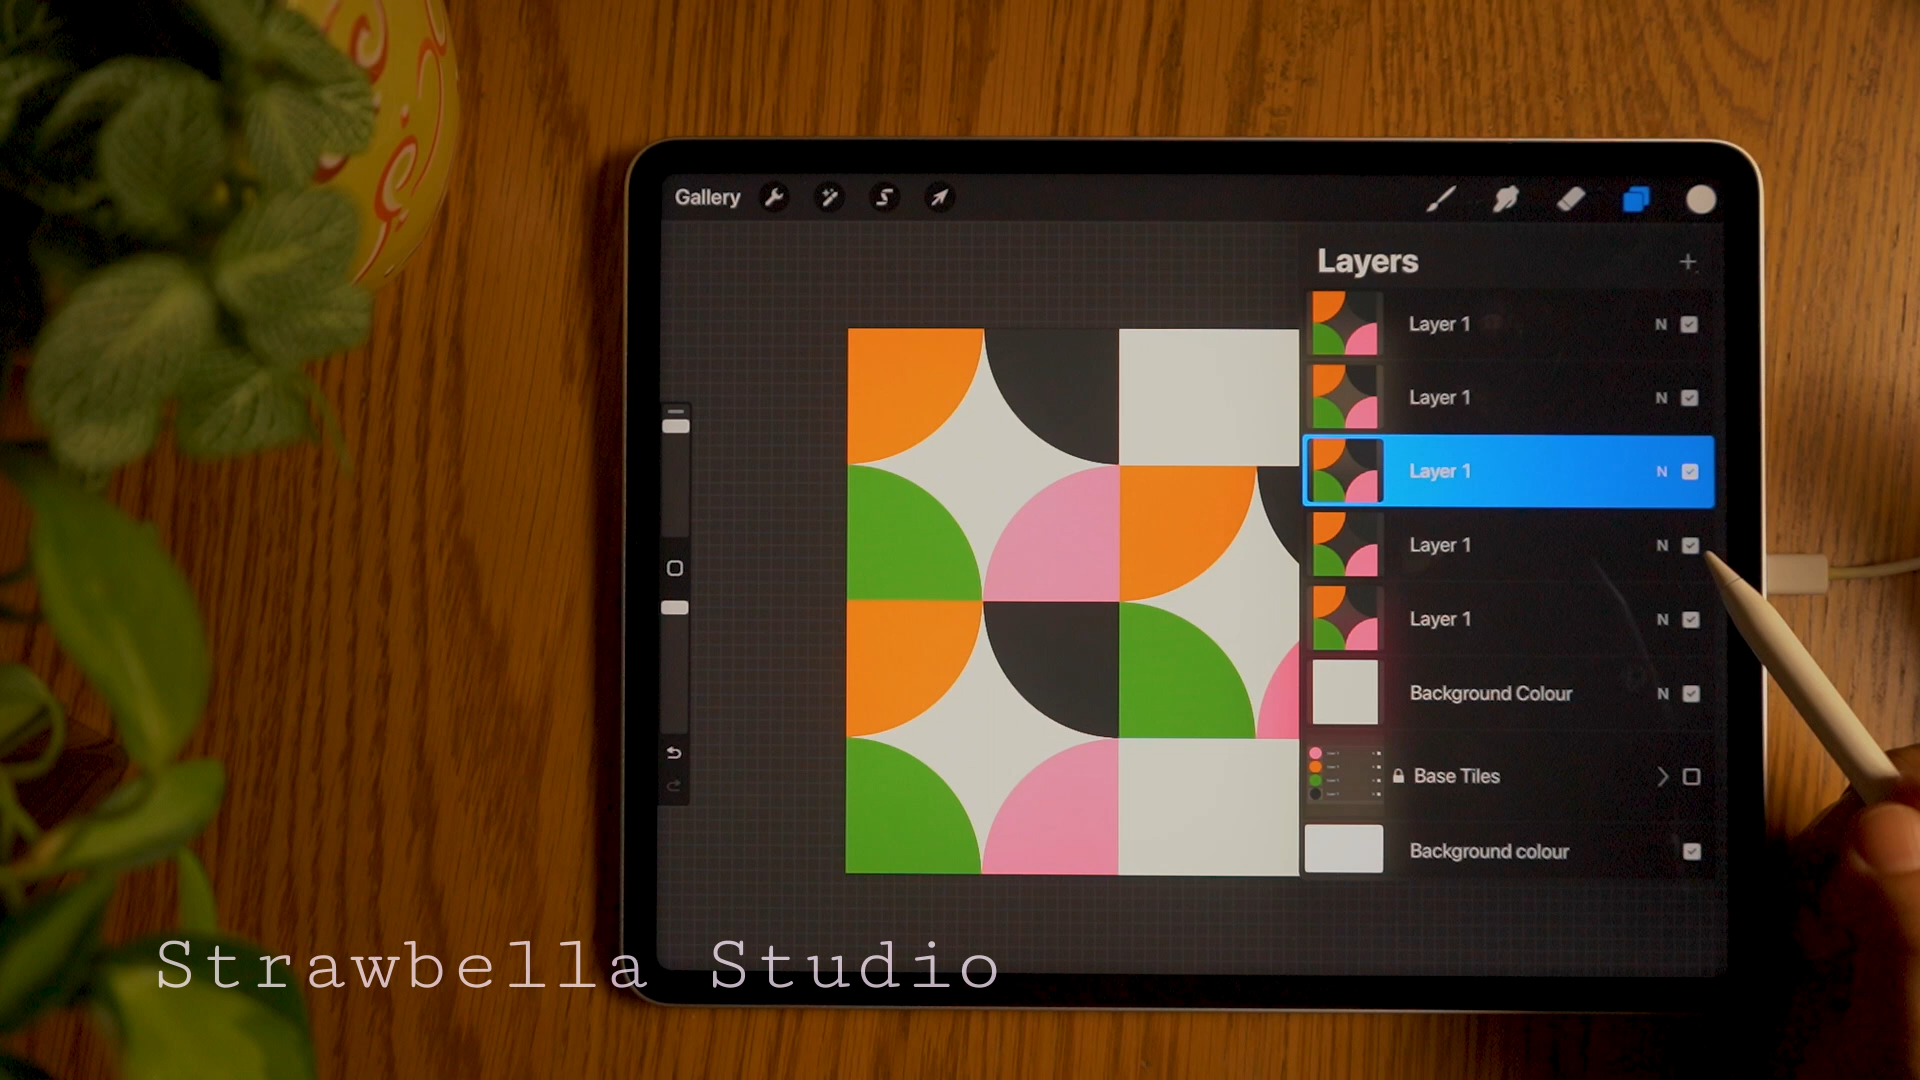 Gallery
Layers
Layer 1 N
Layer 1 N
Layer 1 N
Layer 1 N
Layer 1 N
Background Colour N
Base Tiles
Background colour
Strawbella Studio